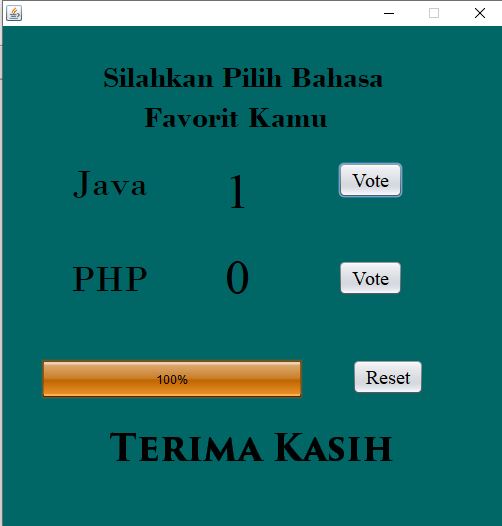 Silahkan Pilih Bahasa
Favorit Kamu
Java 1 Vote
PHP 0 Vote
100% Reset
Terima Kasih